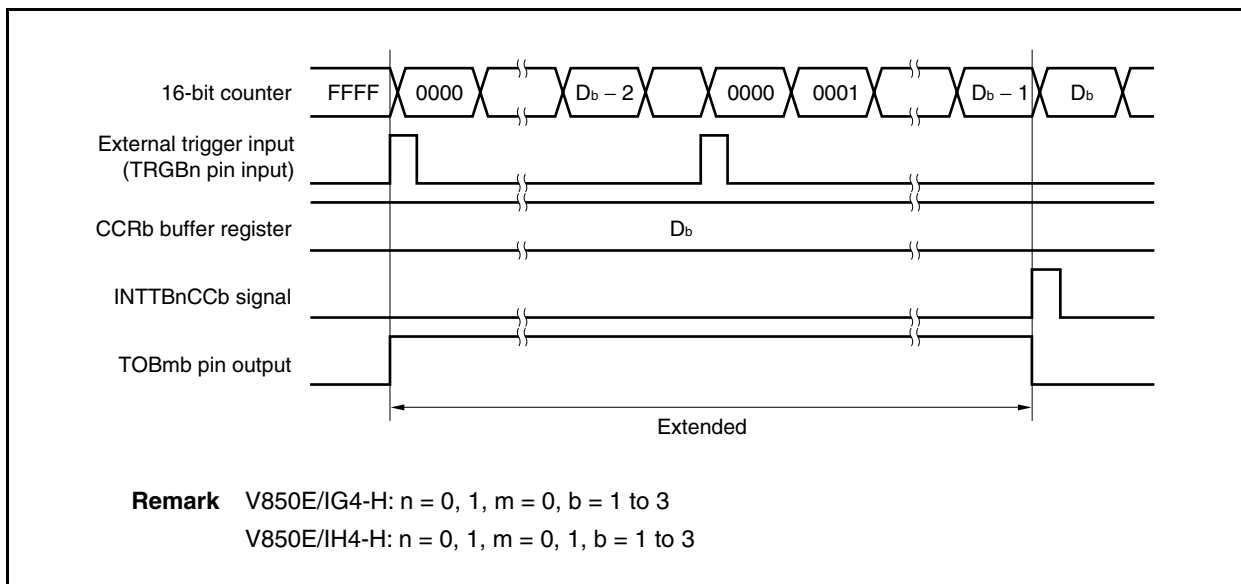 16-bit counter FFFF 0000 Db − 2 0000 0001 Db − 1 Db
External trigger input
(TRGBn pin input)
CCRb buffer register Db
INTTBnCCb signal
TOBmb pin output
Extended
Remark V850E/IG4-H: n = 0, 1, m = 0, b = 1 to 3
V850E/IH4-H: n = 0, 1, m = 0, 1, b = 1 to 3